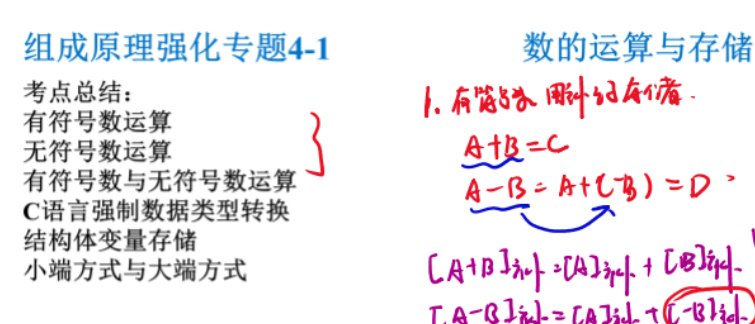 组成原理强化专题4-1
数的运算与存储
考点总结：
有符号数运算
无符号数运算
有符号数与无符号数运算
C语言强制数据类型转换
结构体变量存储
小端方式与大端方式
1. 有符号数 用补码存储.
A+B=C
A-B=A+(-B)=D
[A+B]补=[A]补+[B]补
[A-B]补=[A]补+[-B]补